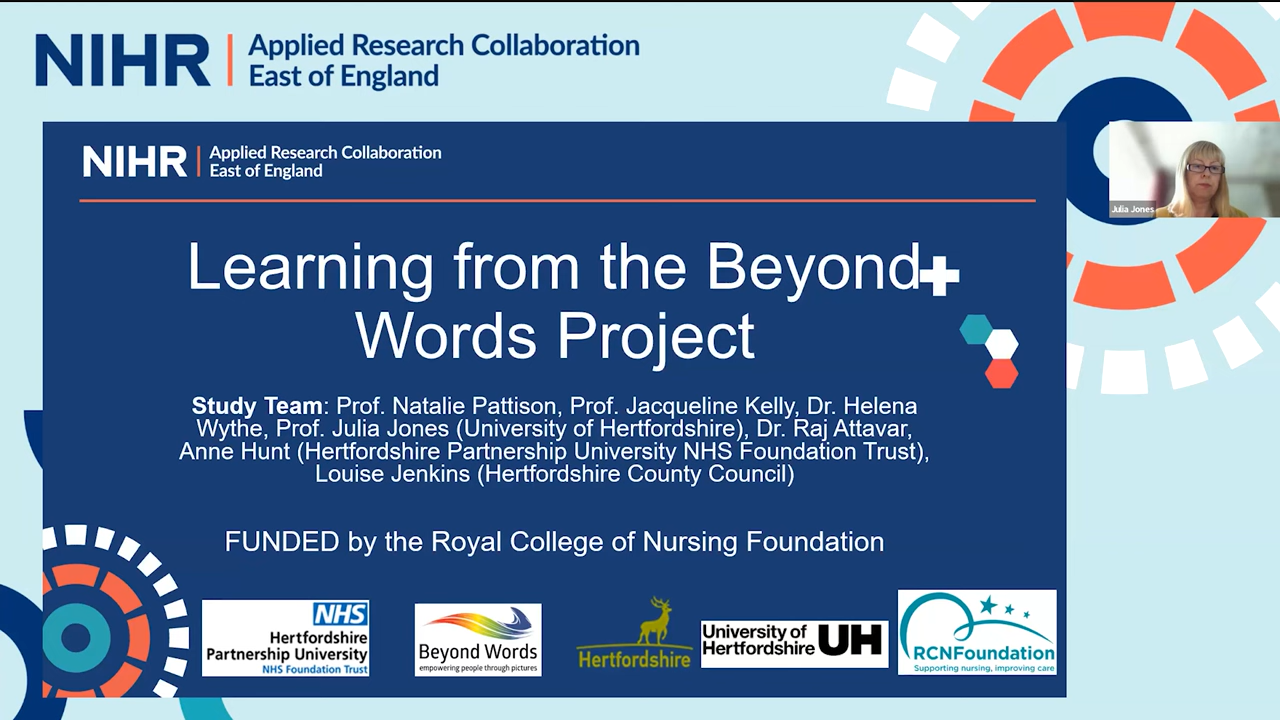 NIHR | Applied Research Collaboration
East of England
NIHR | Applied Research Collaboration
East of England
Julia Jones
Learning from the Beyond
Words Project
Study Team: Prof. Natalie Pattison, Prof. Jacqueline Kelly, Dr. Helena
Wythe, Prof. Julia Jones (University of Hertfordshire), Dr. Raj Attavar,
Anne Hunt (Hertfordshire Partnership University NHS Foundation Trust),
Louise Jenkins (Hertfordshire County Council)
FUNDED by the Royal College of Nursing Foundation
NHS
Hertfordshire
Partnership University
NHS Foundation Trust
Beyond Words
empowering people through pictures
Hertfordshire
University of
Hertfordshire
UH
RCNFoundation
Supporting nursing, improving care